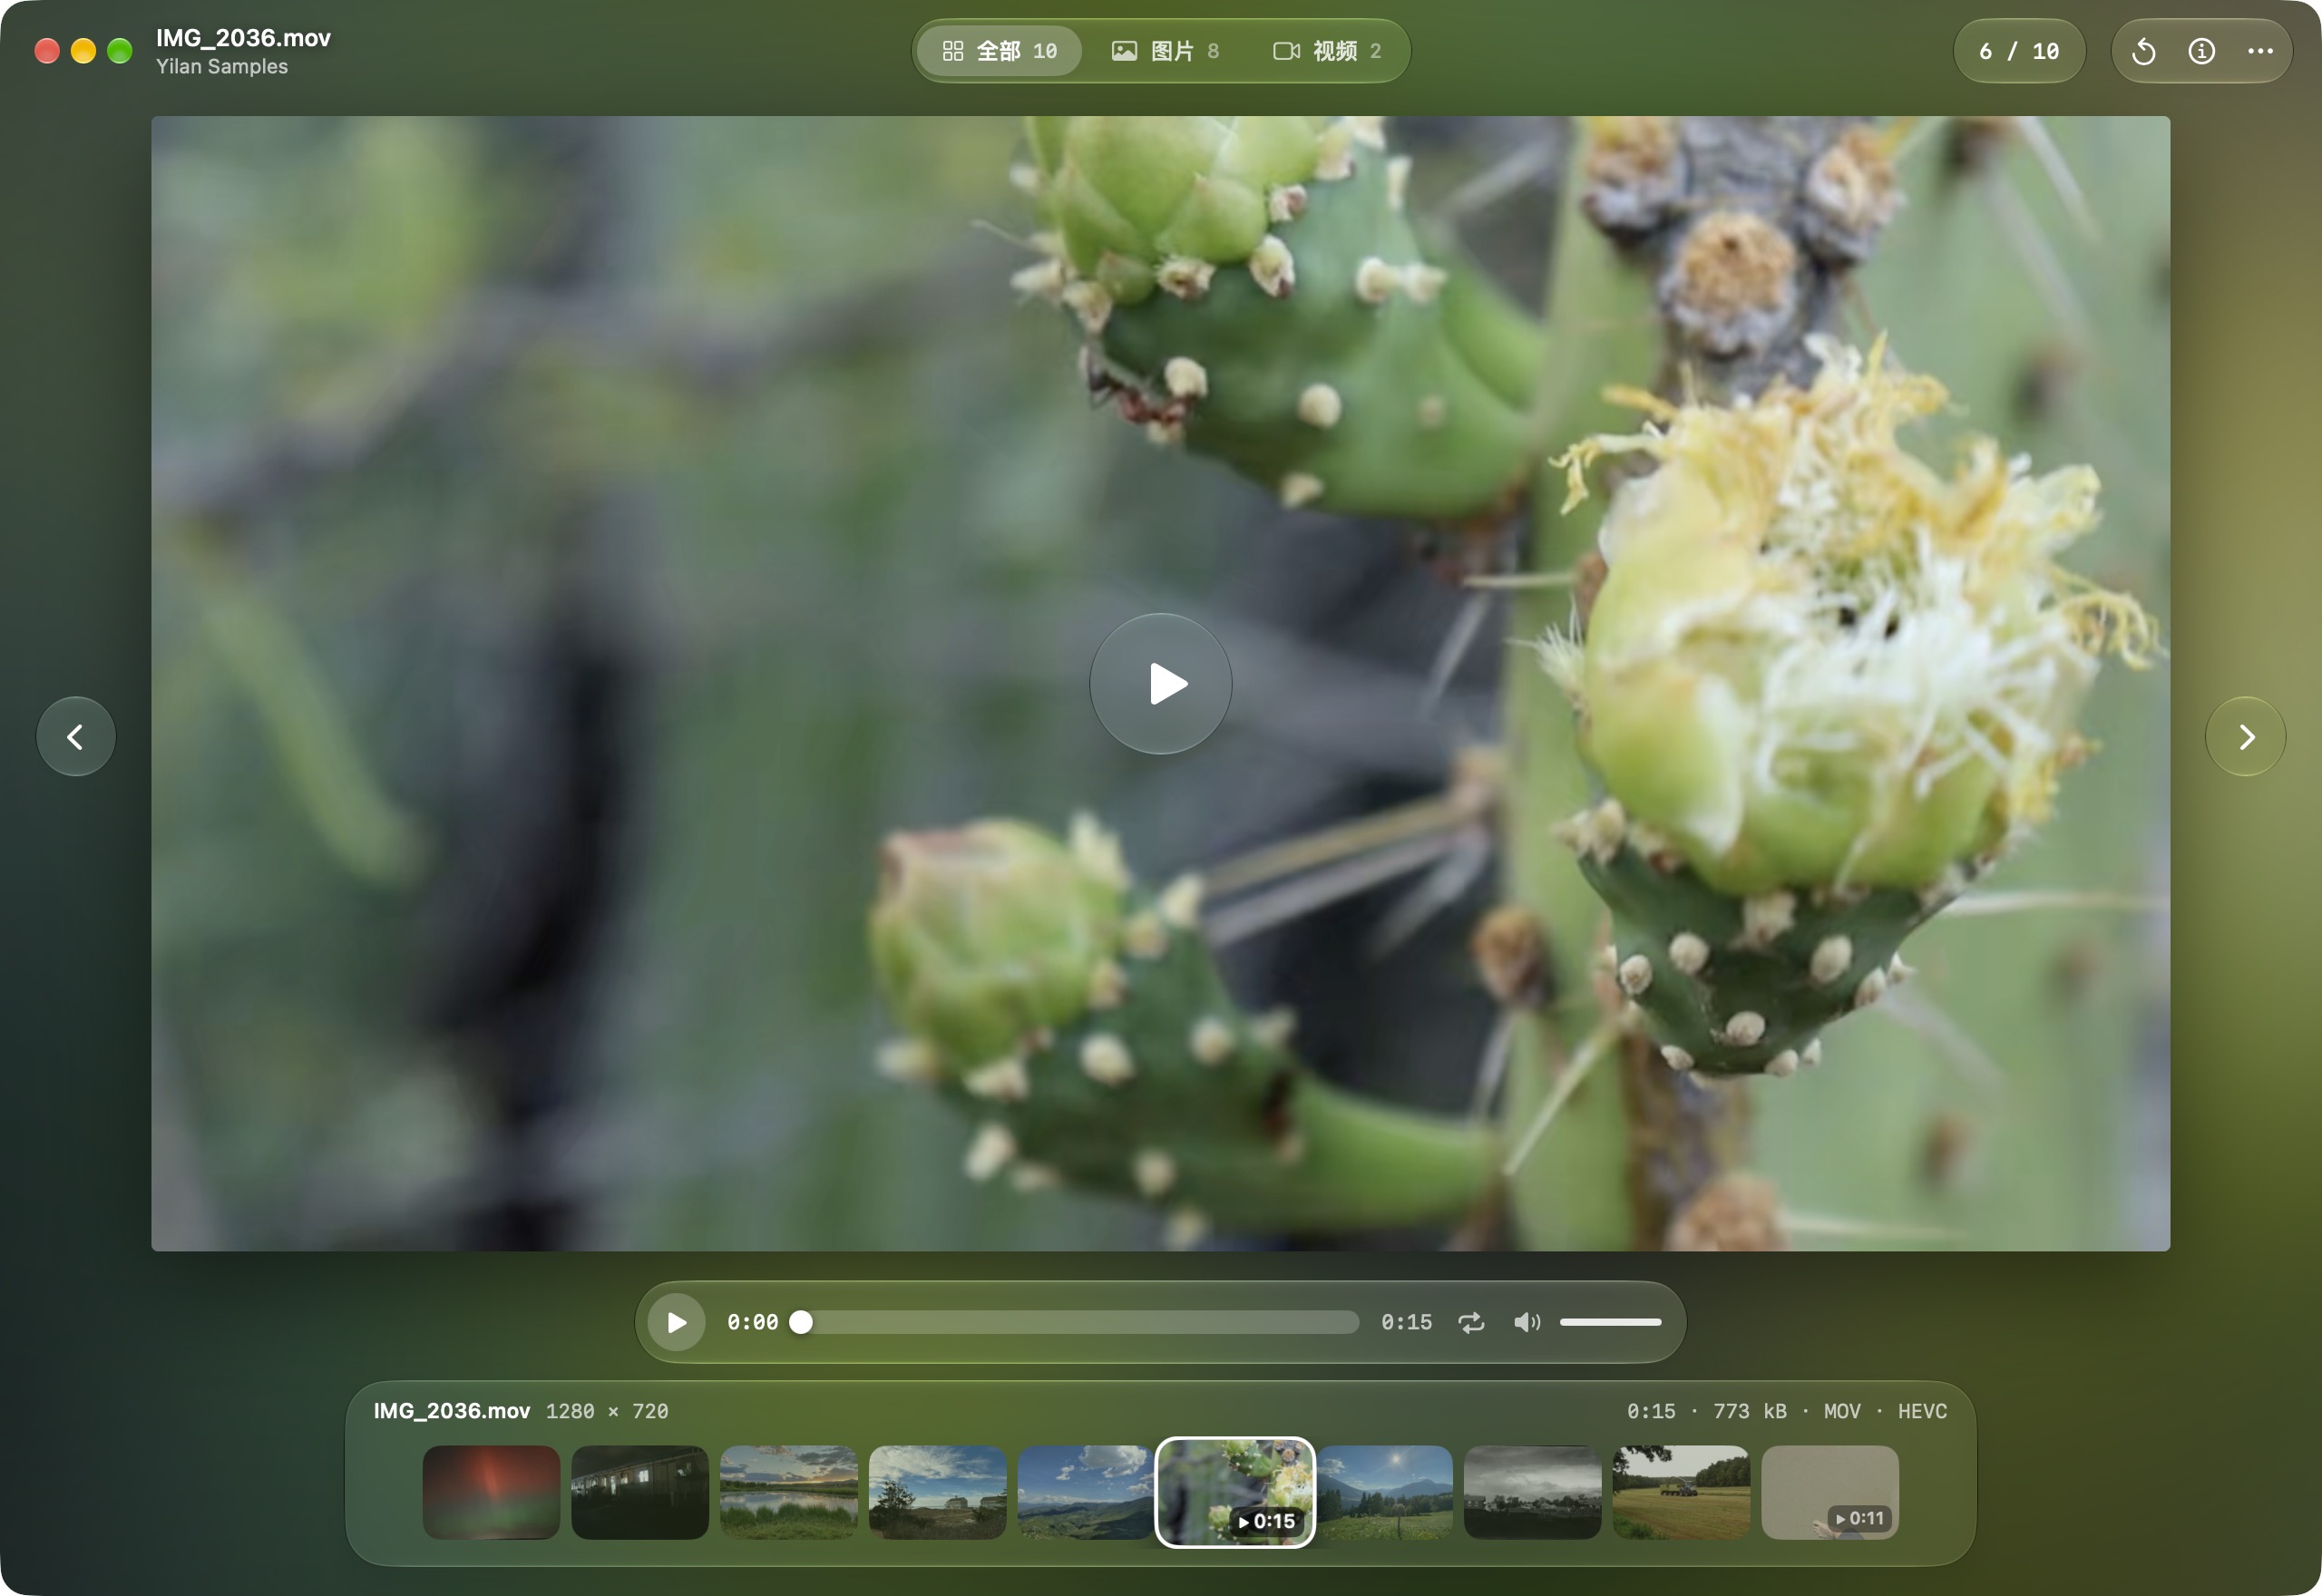 IMG_2036.mov
Yilan Samples
全部 10
图片 8
视频 2
6 / 10
0:00
0:15
IMG_2036.mov 1280 × 720
0:15 · 773 kB · MOV · HEVC
0:15
0:11